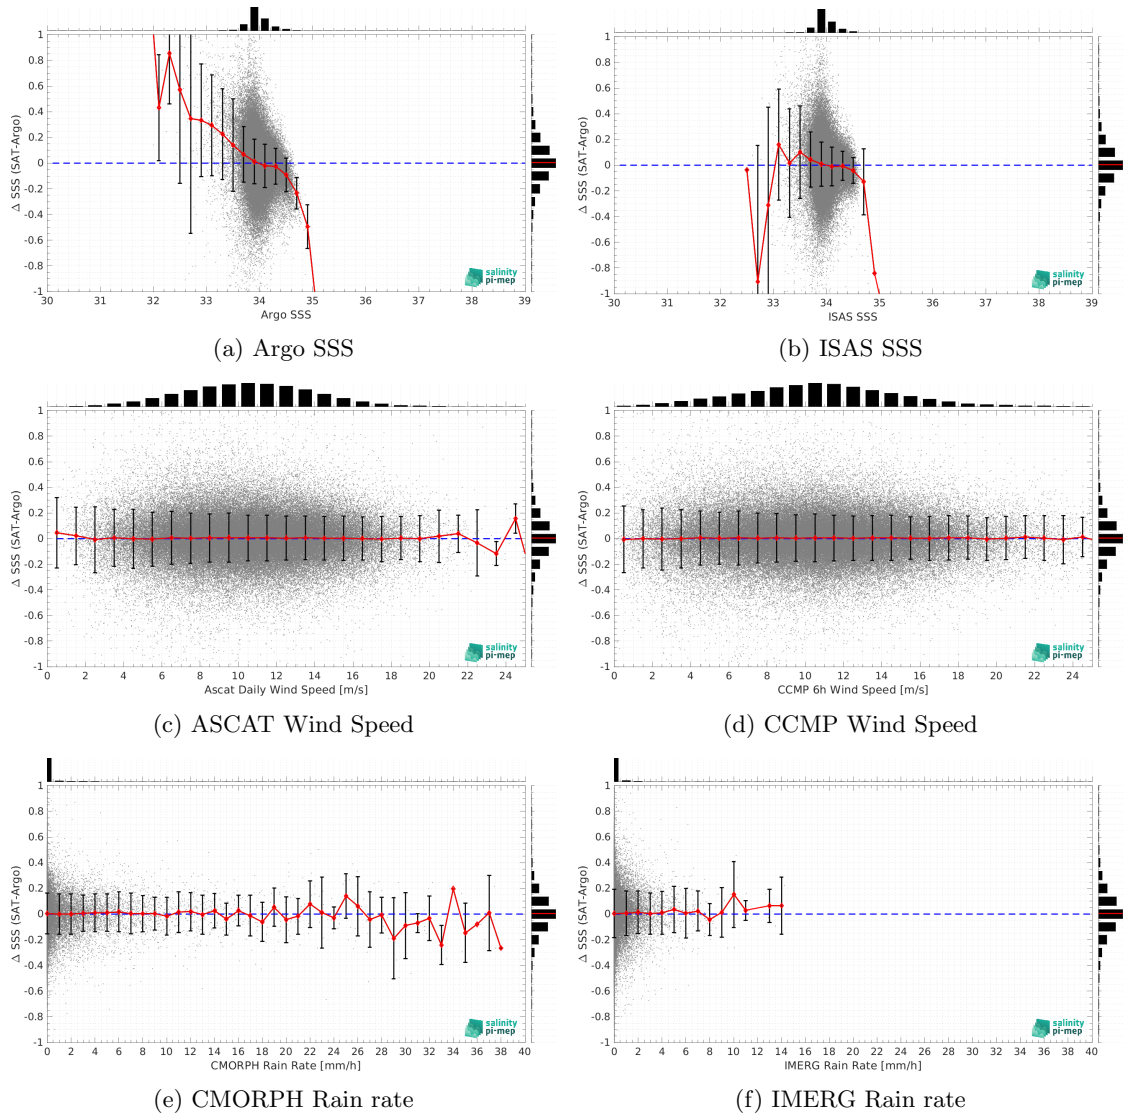 1
0.8
0.6
0.4
0.2
0
-0.2
-0.4
-0.6
-0.8
-1
Δ SSS (SAT-Argo)
salinity
pi-mep
30 31 32 33 34 35 36 37 38 39
Argo SSS
(a) Argo SSS
1
0.8
0.6
0.4
0.2
0
-0.2
-0.4
-0.6
-0.8
-1
Δ SSS (SAT-Argo)
salinity
pi-mep
30 31 32 33 34 35 36 37 38 39
ISAS SSS
(b) ISAS SSS
1
0.8
0.6
0.4
0.2
0
-0.2
-0.4
-0.6
-0.8
-1
Δ SSS (SAT-Argo)
salinity
pi-mep
0 2 4 6 8 10 12 14 16 18 20 22 24
Ascat Daily Wind Speed [m/s]
(c) ASCAT Wind Speed
1
0.8
0.6
0.4
0.2
0
-0.2
-0.4
-0.6
-0.8
-1
Δ SSS (SAT-Argo)
salinity
pi-mep
0 2 4 6 8 10 12 14 16 18 20 22 24
CCMP 6h Wind Speed [m/s]
(d) CCMP Wind Speed
1
0.8
0.6
0.4
0.2
0
-0.2
-0.4
-0.6
-0.8
-1
Δ SSS (SAT-Argo)
salinity
pi-mep
0 2 4 6 8 10 12 14 16 18 20 22 24 26 28 30 32 34 36 38 40
CMORPH Rain Rate [mm/h]
(e) CMORPH Rain rate
1
0.8
0.6
0.4
0.2
0
-0.2
-0.4
-0.6
-0.8
-1
Δ SSS (SAT-Argo)
salinity
pi-mep
0 2 4 6 8 10 12 14 16 18 20 22 24 26 28 30 32 34 36 38 40
IMERG Rain Rate [mm/h]
(f) IMERG Rain rate